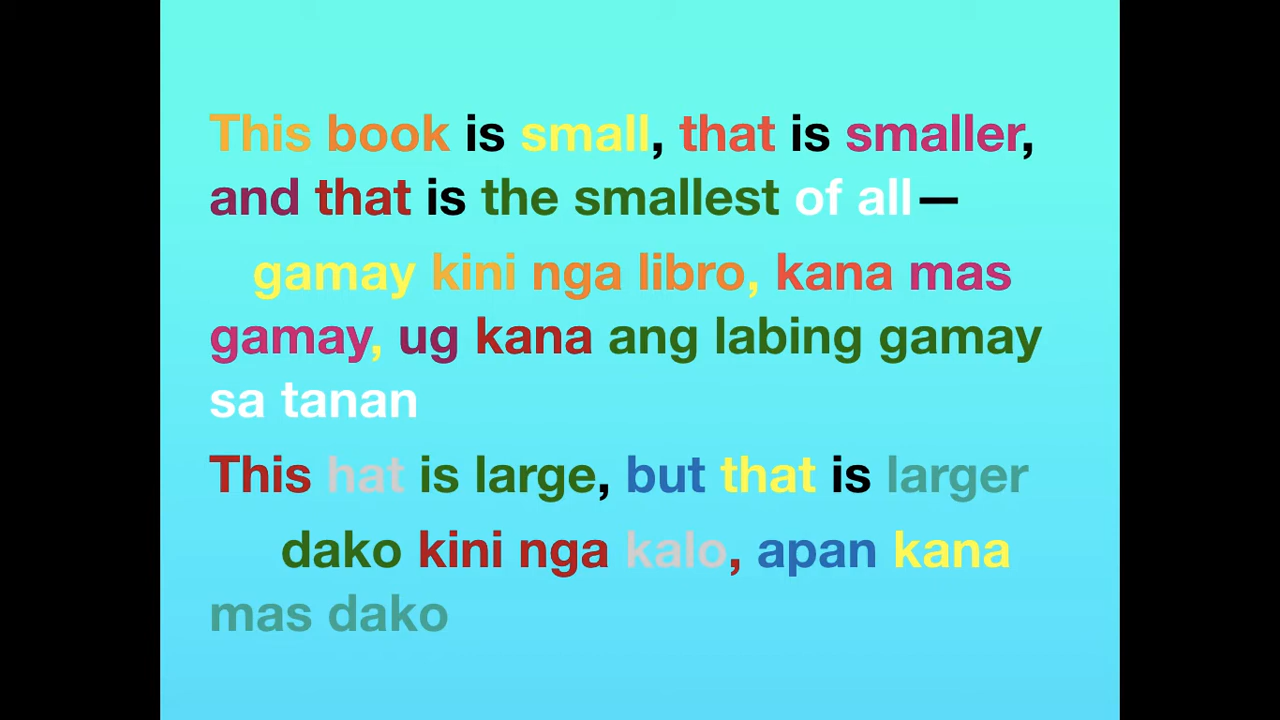 This book is small, that is smaller,
and that is the smallest of all—
gamay kini nga libro, kana mas
gamay, ug kana ang labing gamay
sa tanan
This hat is large, but that is larger
dako kini nga kalo, apan kana
mas dako